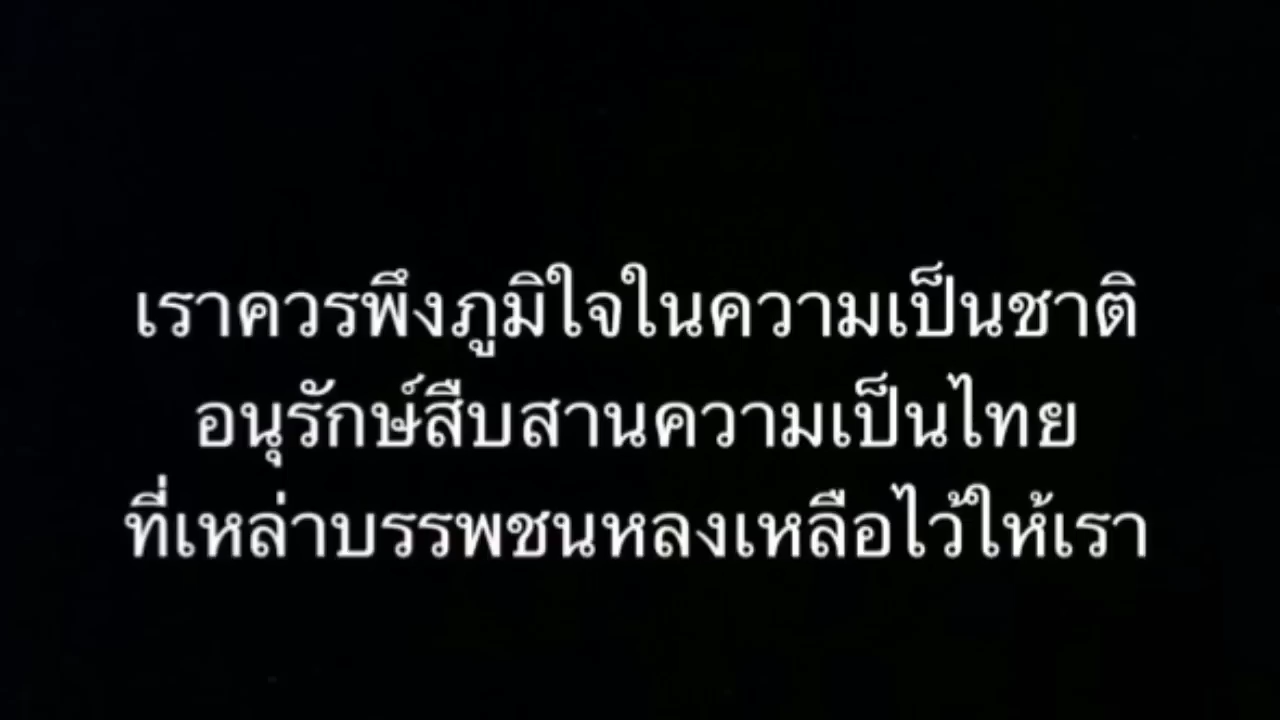 เราควรพึงภูมิใจในความเป็นชาติ
อนุรักษ์สืบสานความเป็นไทย
ที่เหล่าบรรพชนหลงเหลือไว้ให้เรา